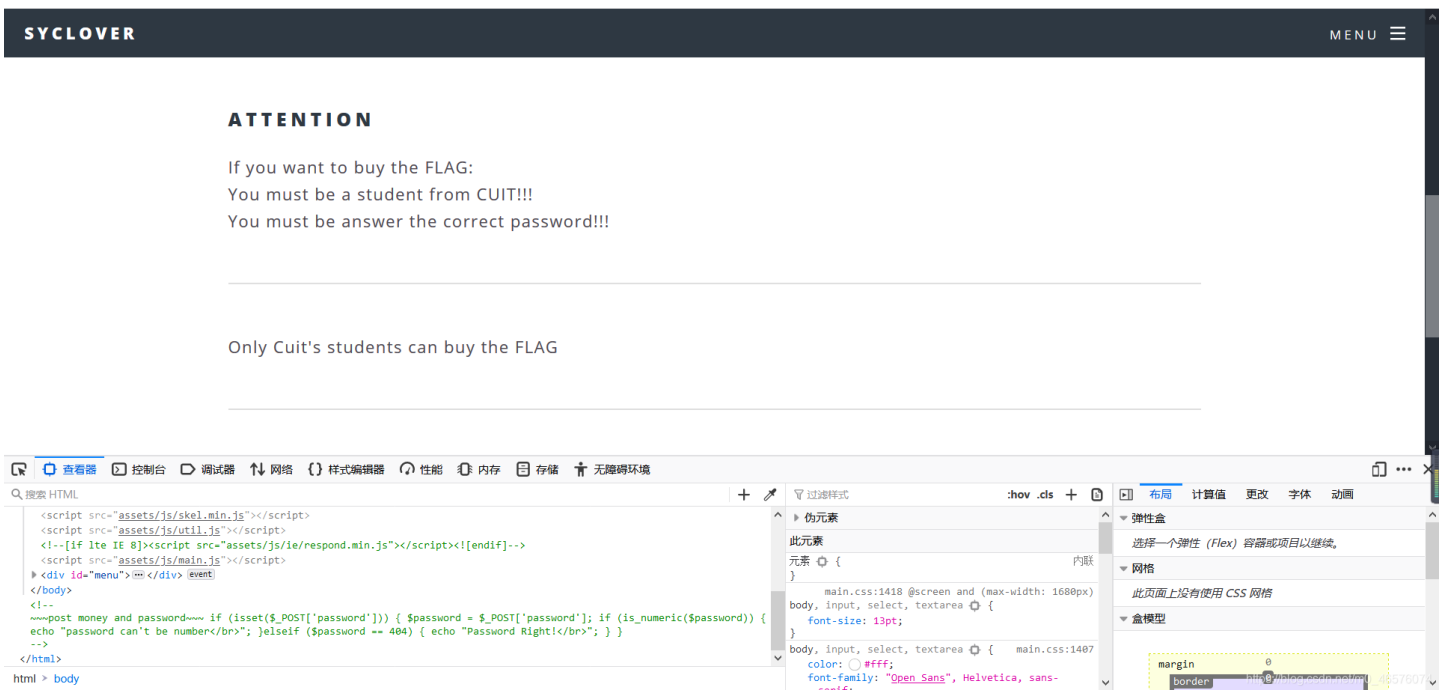 SYCLOVER
MENU
ATTENTION
If you want to buy the FLAG:
You must be a student from CUIT!!!
You must be answer the correct password!!!
Only Cuit's students can buy the FLAG
查看器 控制台 调试器 网络 {} 样式编辑器 性能 内存 存储 无障碍环境
搜索 HTML
<script src="assets/js/skel.min.js"></script>
<script src="assets/js/util.js"></script>
<!--[if lte IE 8]><script src="assets/js/ie/respond.min.js"></script><![endif]-->
<script src="assets/js/main.js"></script>
<div id="menu"></div> event
</body>
<!--
~~~post money and password~~~ if (isset($_POST['password'])) { $password = $_POST['password']; if (is_numeric($password)) {
echo "password can't be number</br>"; }elseif ($password == 404) { echo "Password Right!</br>"; } }
-->
</html>
html > body
过滤样式 :hov .cls +
伪元素
此元素
元素 {
内联
}
main.css:1418 @screen and (max-width: 1680px)
body, input, select, textarea {
font-size: 13pt;
}
body, input, select, textarea { main.css:1407
color: #fff;
font-family: "Open Sans", Helvetica, sans-
serif;
布局 计算值 更改 字体 动画
弹性盒
选择一个弹性（Flex）容器或项目以继续。
网格
此页面上没有使用 CSS 网格
盒模型
margin 0
border 0